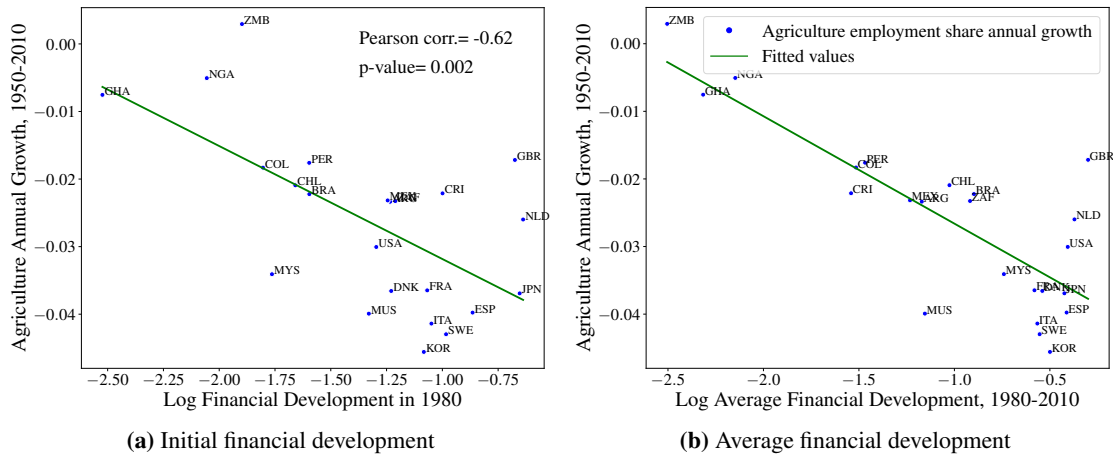 ZMB
NGA
GHA
COL
PER
CHL
BRA
ZAF
CRI
GBR
NLD
USA
MYS
DNK
FRA
JPN
MUS
ITA
ESP
SWE
KOR
Pearson corr.= -0.62
p-value= 0.002
0.00
−0.01
−0.02
−0.03
−0.04
Agriculture Annual Growth, 1950-2010
−2.50 −2.25 −2.00 −1.75 −1.50 −1.25 −1.00 −0.75
Log Financial Development in 1980
(a) Initial financial development
Agriculture employment share annual growth
Fitted values
ZMB
NGA
GHA
PER
COL
CRI
CHL
BRA
MEX
ARG
ZAF
GBR
NLD
USA
MYS
FRA
DNK
JPN
MUS
ITA
ESP
SWE
KOR
0.00
−0.01
−0.02
−0.03
−0.04
Agriculture Annual Growth, 1950-2010
−2.5 −2.0 −1.5 −1.0 −0.5
Log Average Financial Development, 1980-2010
(b) Average financial development